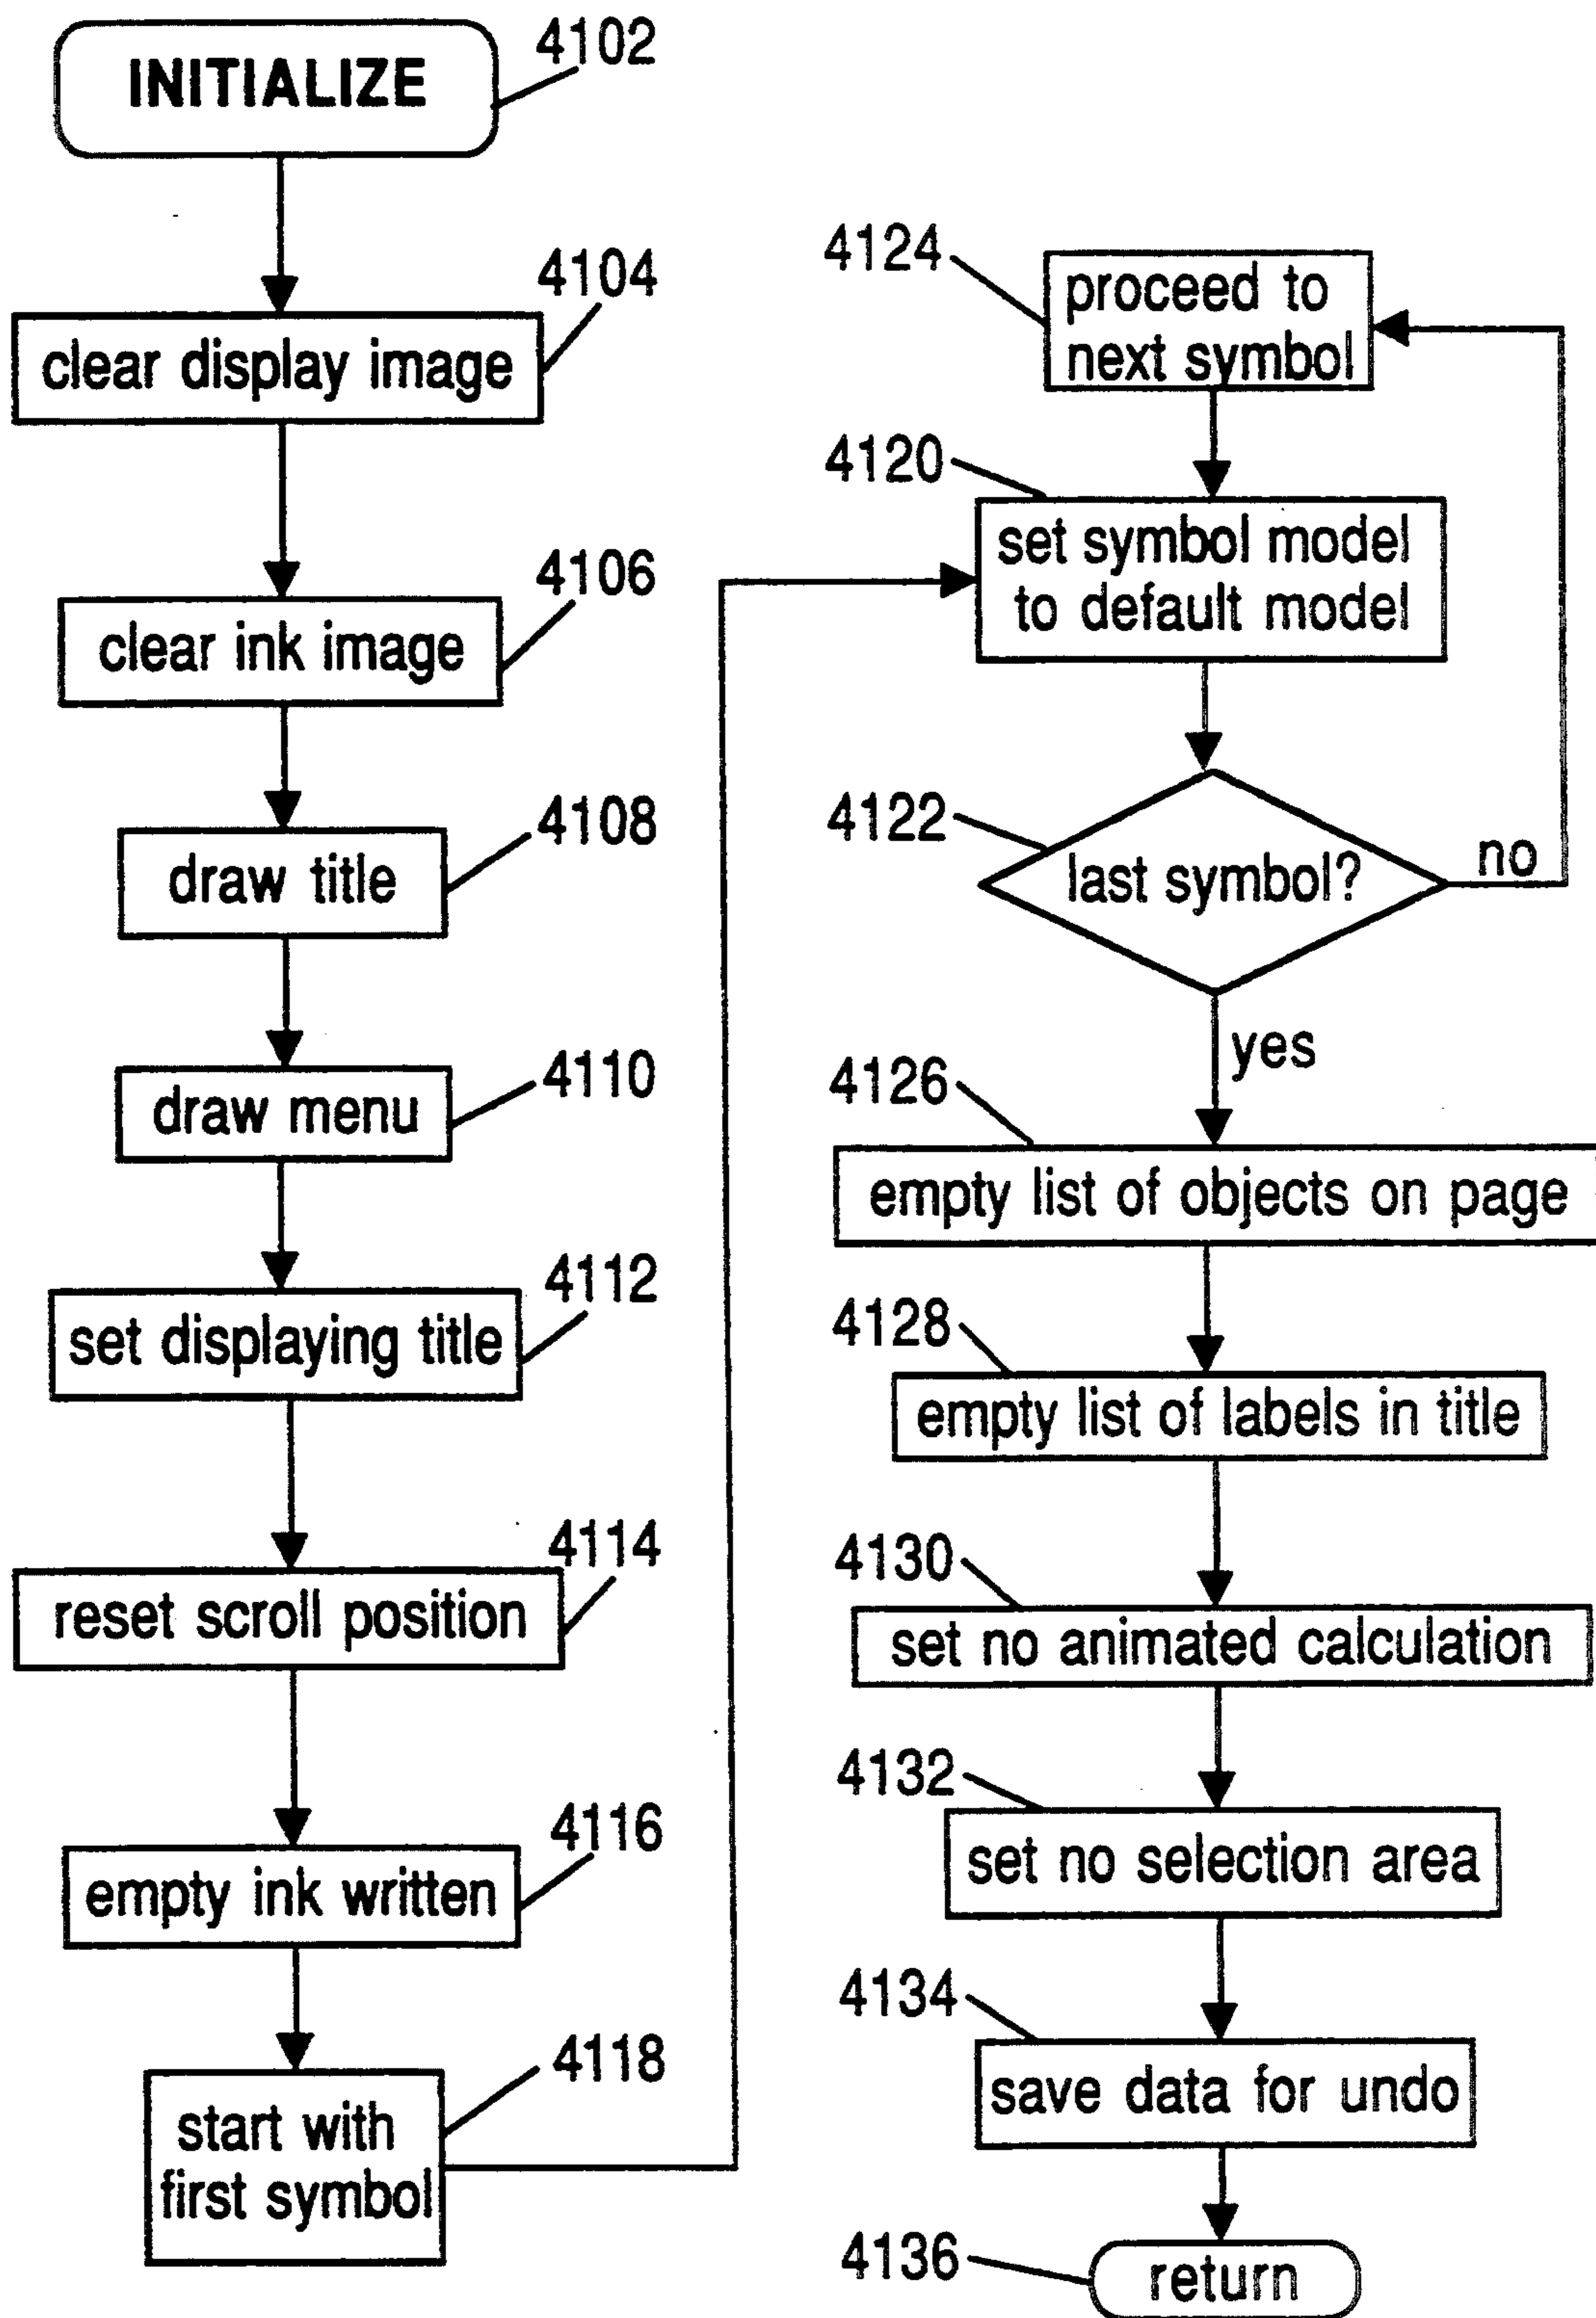 4102
INITIALIZE
4104
clear display image
4106
clear ink image
4108
draw title
4110
draw menu
4112
set displaying title
4114
reset scroll position
4116
empty ink written
4118
start with
first symbol
4124
proceed to
next symbol
4120
set symbol model
to default model
4122
last symbol?
no
yes
4126
empty list of objects on page
4128
empty list of labels in title
4130
set no animated calculation
4132
set no selection area
4134
save data for undo
4136
return